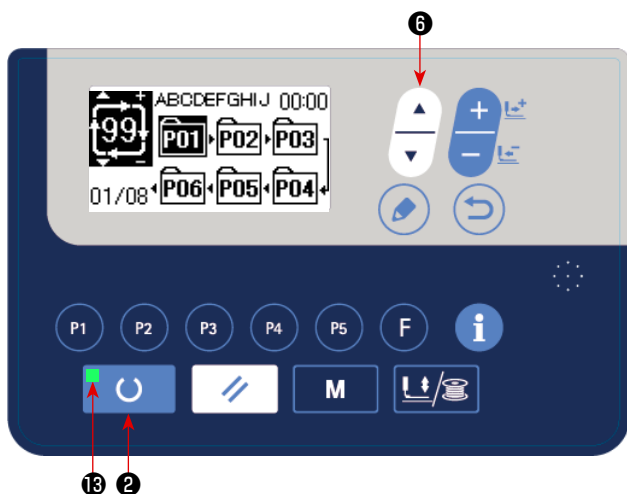 ❻
ABCDEFGHIJ 00:00
99 P01 P02 P03
01/08 P06 P05 P04
P1 P2 P3 P4 P5 F i
M
⓭ ❷